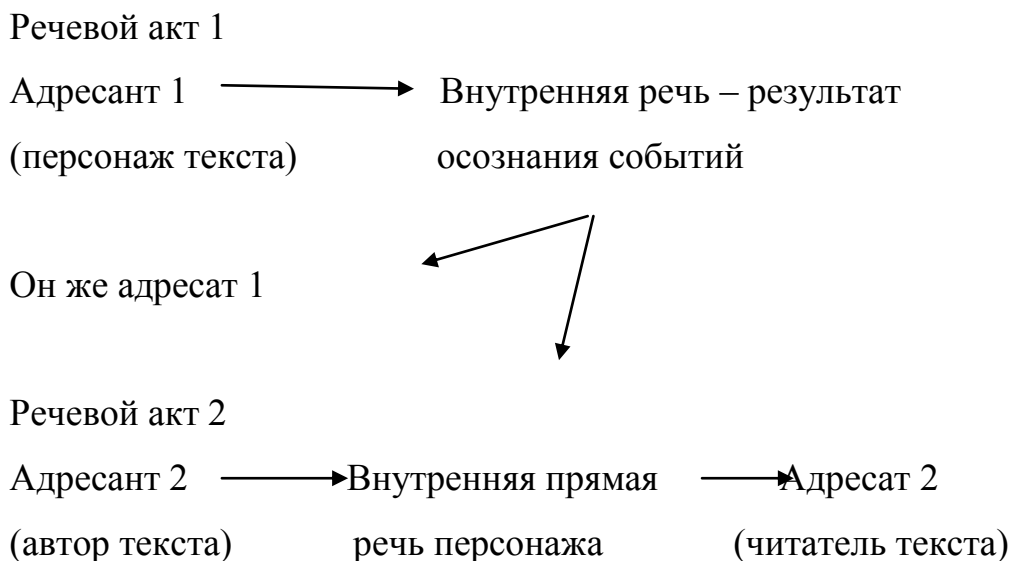 Речевой акт 1
Адресант 1 Внутренняя речь – результат
(персонаж текста) осознания событий
Он же адресат 1
Речевой акт 2
Адресант 2 Внутренняя прямая Адресат 2
(автор текста) речь персонажа (читатель текста)